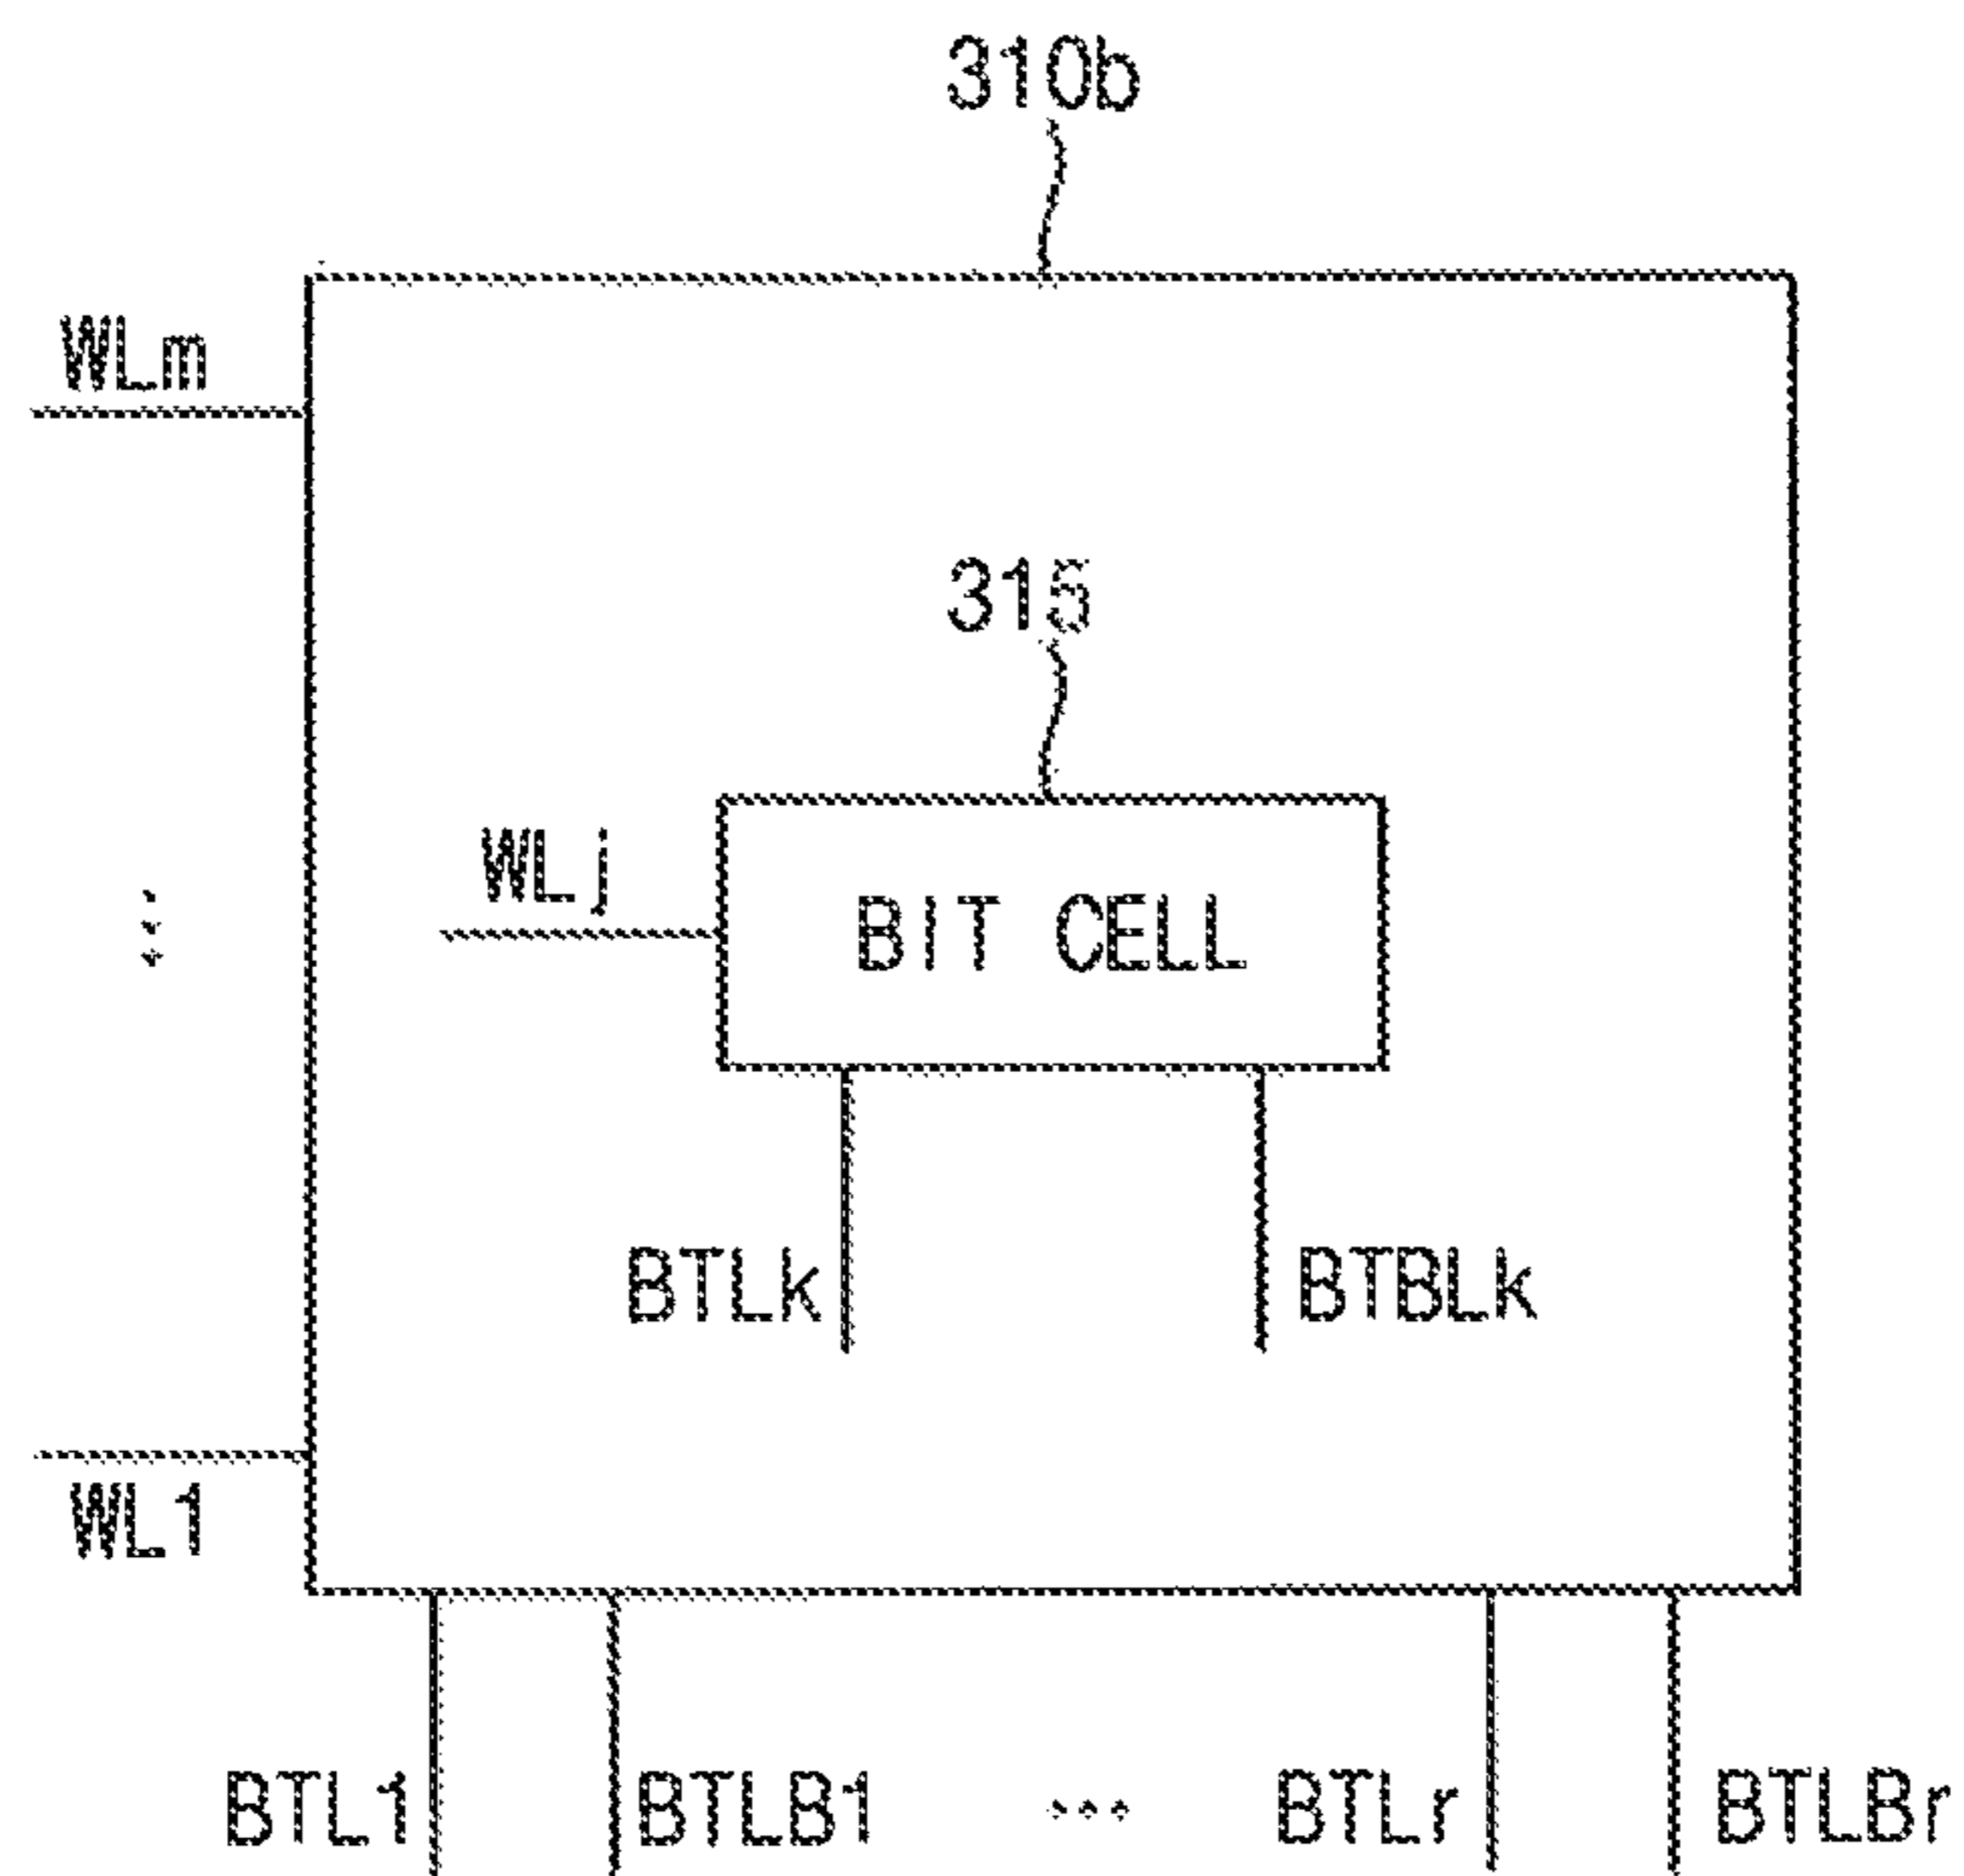 310b
WLm
315
WLj
BIT CELL
BTLk
BTBLk
WL1
BTL1
BTLB1
...
BTLr
BTLBr